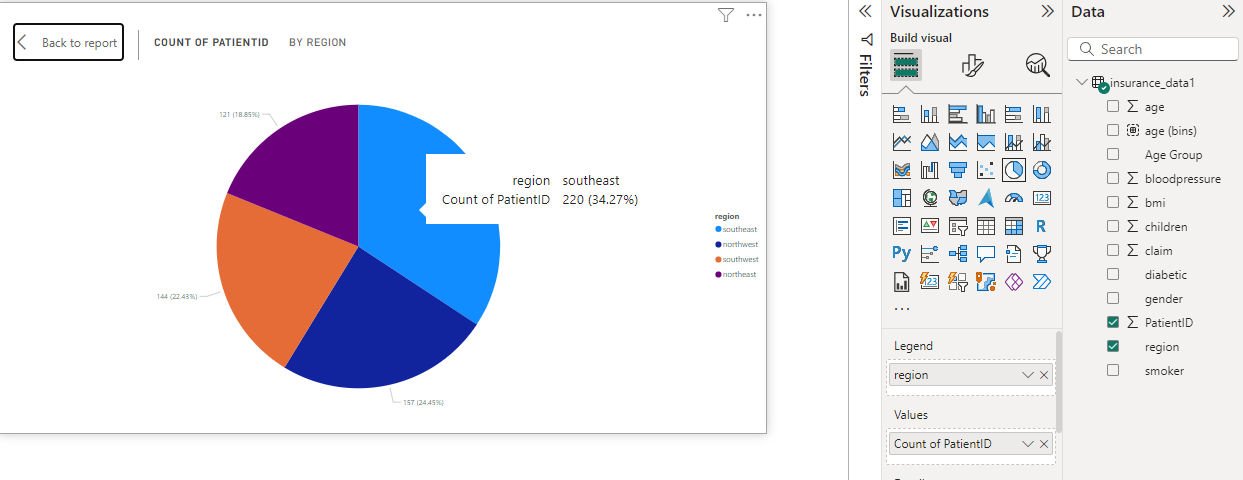 Back to report
COUNT OF PATIENTID
BY REGION
121 (18.85%)
region southeast
Count of PatientID 220 (34.27%)
144 (22.43%)
157 (24.45%)
region
southeast
northwest
southwest
northeast
Filters
Visualizations
Build visual
123
R
Py
123
...
Legend
region
Values
Count of PatientID
Data
Search
insurance_data1
age
age (bins)
Age Group
bloodpressure
bmi
children
claim
diabetic
gender
PatientID
region
smoker